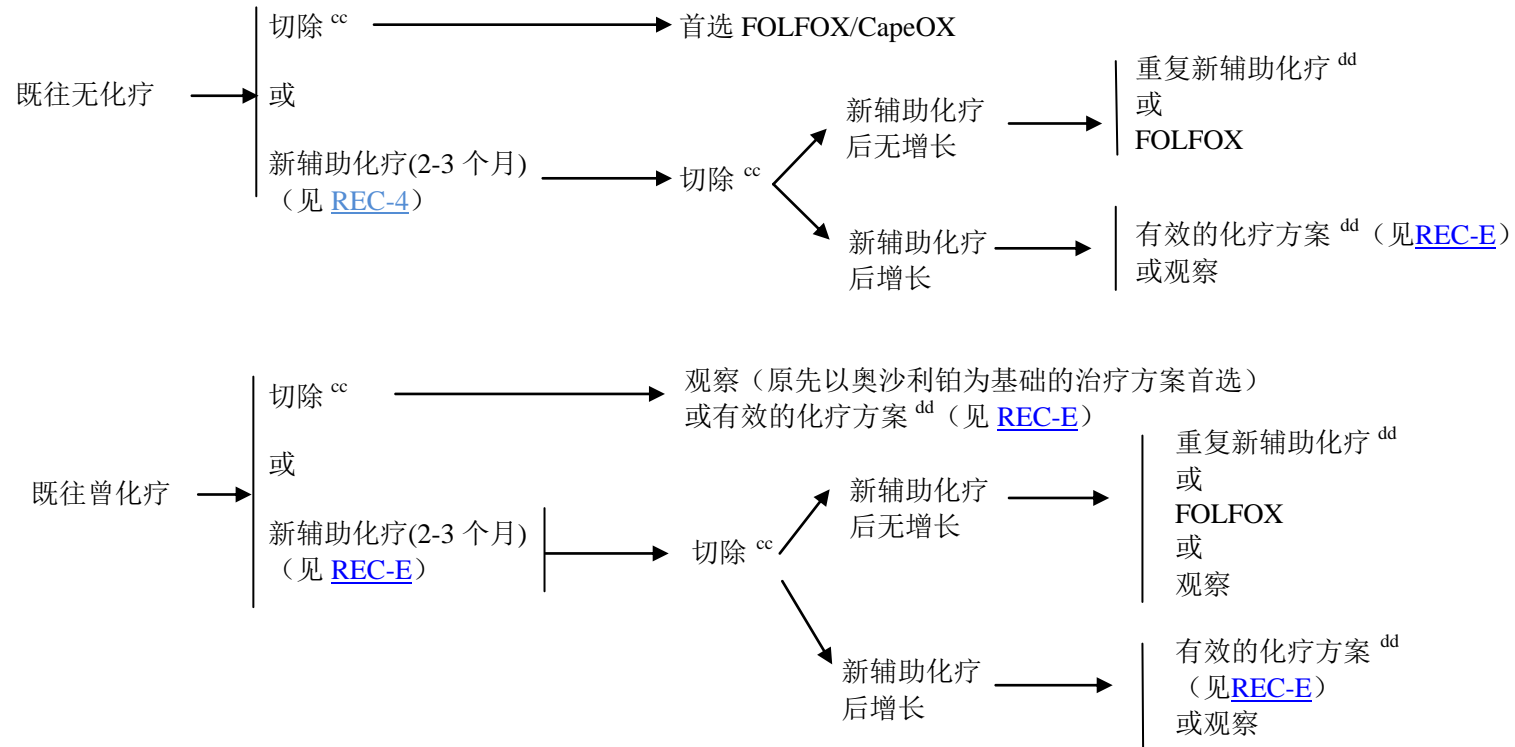 切除 cc
首选 FOLFOX/CapeOX
既往无化疗
或
新辅助化疗(2-3 个月)
（见 REC-4）
切除 cc
新辅助化疗
后无增长
重复新辅助化疗 dd
或
FOLFOX
新辅助化疗
后增长
有效的化疗方案 dd（见REC-E）
或观察
既往曾化疗
切除 cc
观察（原先以奥沙利铂为基础的治疗方案首选）
或有效的化疗方案 dd（见 REC-E）
或
新辅助化疗(2-3 个月)
（见 REC-E）
切除 cc
新辅助化疗
后无增长
重复新辅助化疗 dd
或
FOLFOX
或
观察
新辅助化疗
后增长
有效的化疗方案 dd
（见REC-E）
或观察